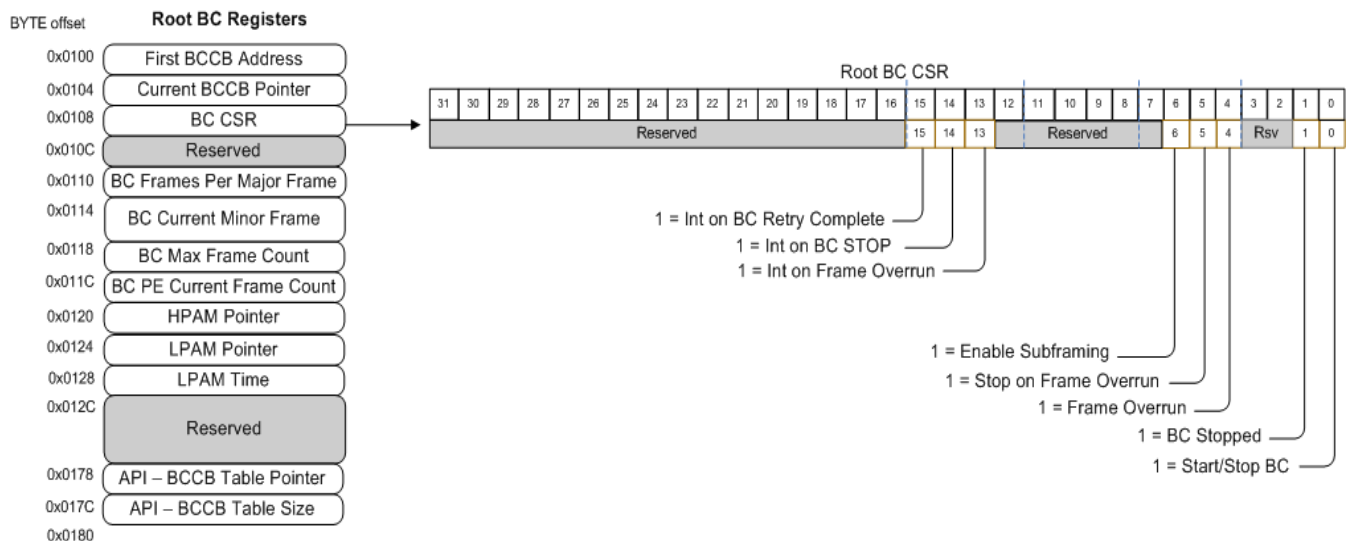 BYTE offset
Root BC Registers
0x0100 First BCCB Address
0x0104 Current BCCB Pointer
0x0108 BC CSR
0x010C Reserved
0x0110 BC Frames Per Major Frame
0x0114 BC Current Minor Frame
0x0118 BC Max Frame Count
0x011C BC PE Current Frame Count
0x0120 HPAM Pointer
0x0124 LPAM Pointer
0x0128 LPAM Time
0x012C Reserved
0x0178 API – BCCB Table Pointer
0x017C API – BCCB Table Size
0x0180
Root BC CSR
31 30 29 28 27 26 25 24 23 22 21 20 19 18 17 16 15 14 13 12 11 10 9 8 7 6 5 4 3 2 1 0
Reserved 15 14 13 Reserved 6 5 4 Rsv 1 0
1 = Int on BC Retry Complete
1 = Int on BC STOP
1 = Int on Frame Overrun
1 = Enable Subframing
1 = Stop on Frame Overrun
1 = Frame Overrun
1 = BC Stopped
1 = Start/Stop BC